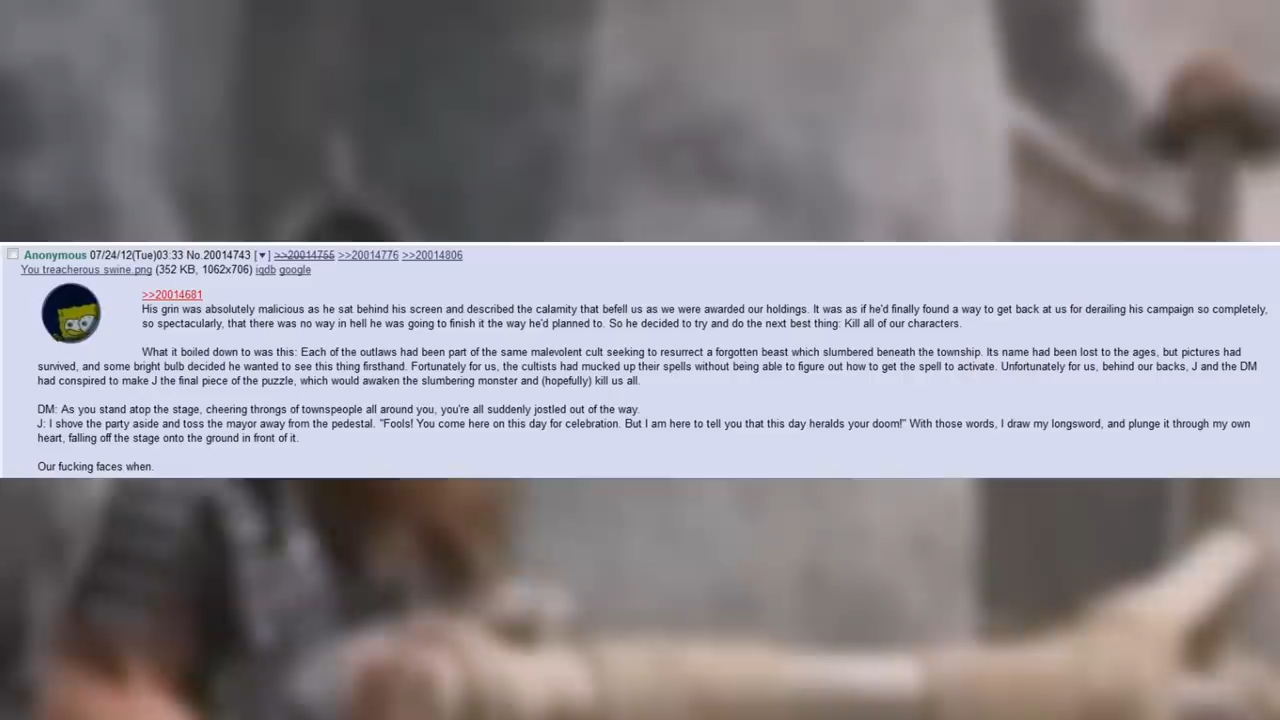 Anonymous 07/24/12(Tue)03:33 No.20014743 [▼] >>20014755 >>20014776 >>20014806
You treacherous swine.png (352 KB, 1062x706) iqdb google
>>20014681
His grin was absolutely malicious as he sat behind his screen and described the calamity that befell us as we were awarded our holdings. It was as if he'd finally found a way to get back at us for derailing his campaign so completely,
so spectacularly, that there was no way in hell he was going to finish it the way he'd planned to. So he decided to try and do the next best thing: Kill all of our characters.
What it boiled down to was this: Each of the outlaws had been part of the same malevolent cult seeking to resurrect a forgotten beast which slumbered beneath the township. Its name had been lost to the ages, but pictures had
survived, and some bright bulb decided he wanted to see this thing firsthand. Fortunately for us, the cultists had mucked up their spells without being able to figure out how to get the spell to activate. Unfortunately for us, behind our backs, J and the DM
had conspired to make J the final piece of the puzzle, which would awaken the slumbering monster and (hopefully) kill us all.
DM: As you stand atop the stage, cheering throngs of townspeople all around you, you're all suddenly jostled out of the way.
J: I shove the party aside and toss the mayor away from the pedestal. "Fools! You come here on this day for celebration. But I am here to tell you that this day heralds your doom!" With those words, I draw my longsword, and plunge it through my own
heart, falling off the stage onto the ground in front of it.
Our fucking faces when.